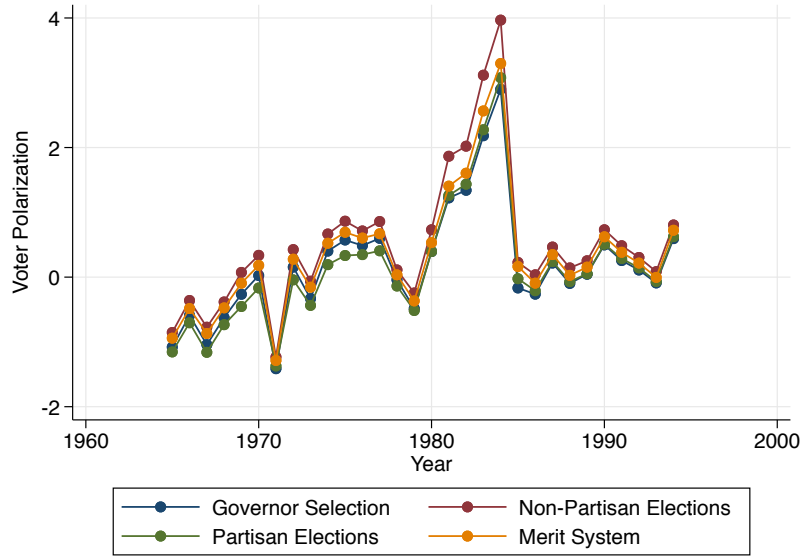 4
2
0
-2
Voter Polarization
1960 1970 1980 1990 2000
Year
Governor Selection Non-Partisan Elections
Partisan Elections Merit System